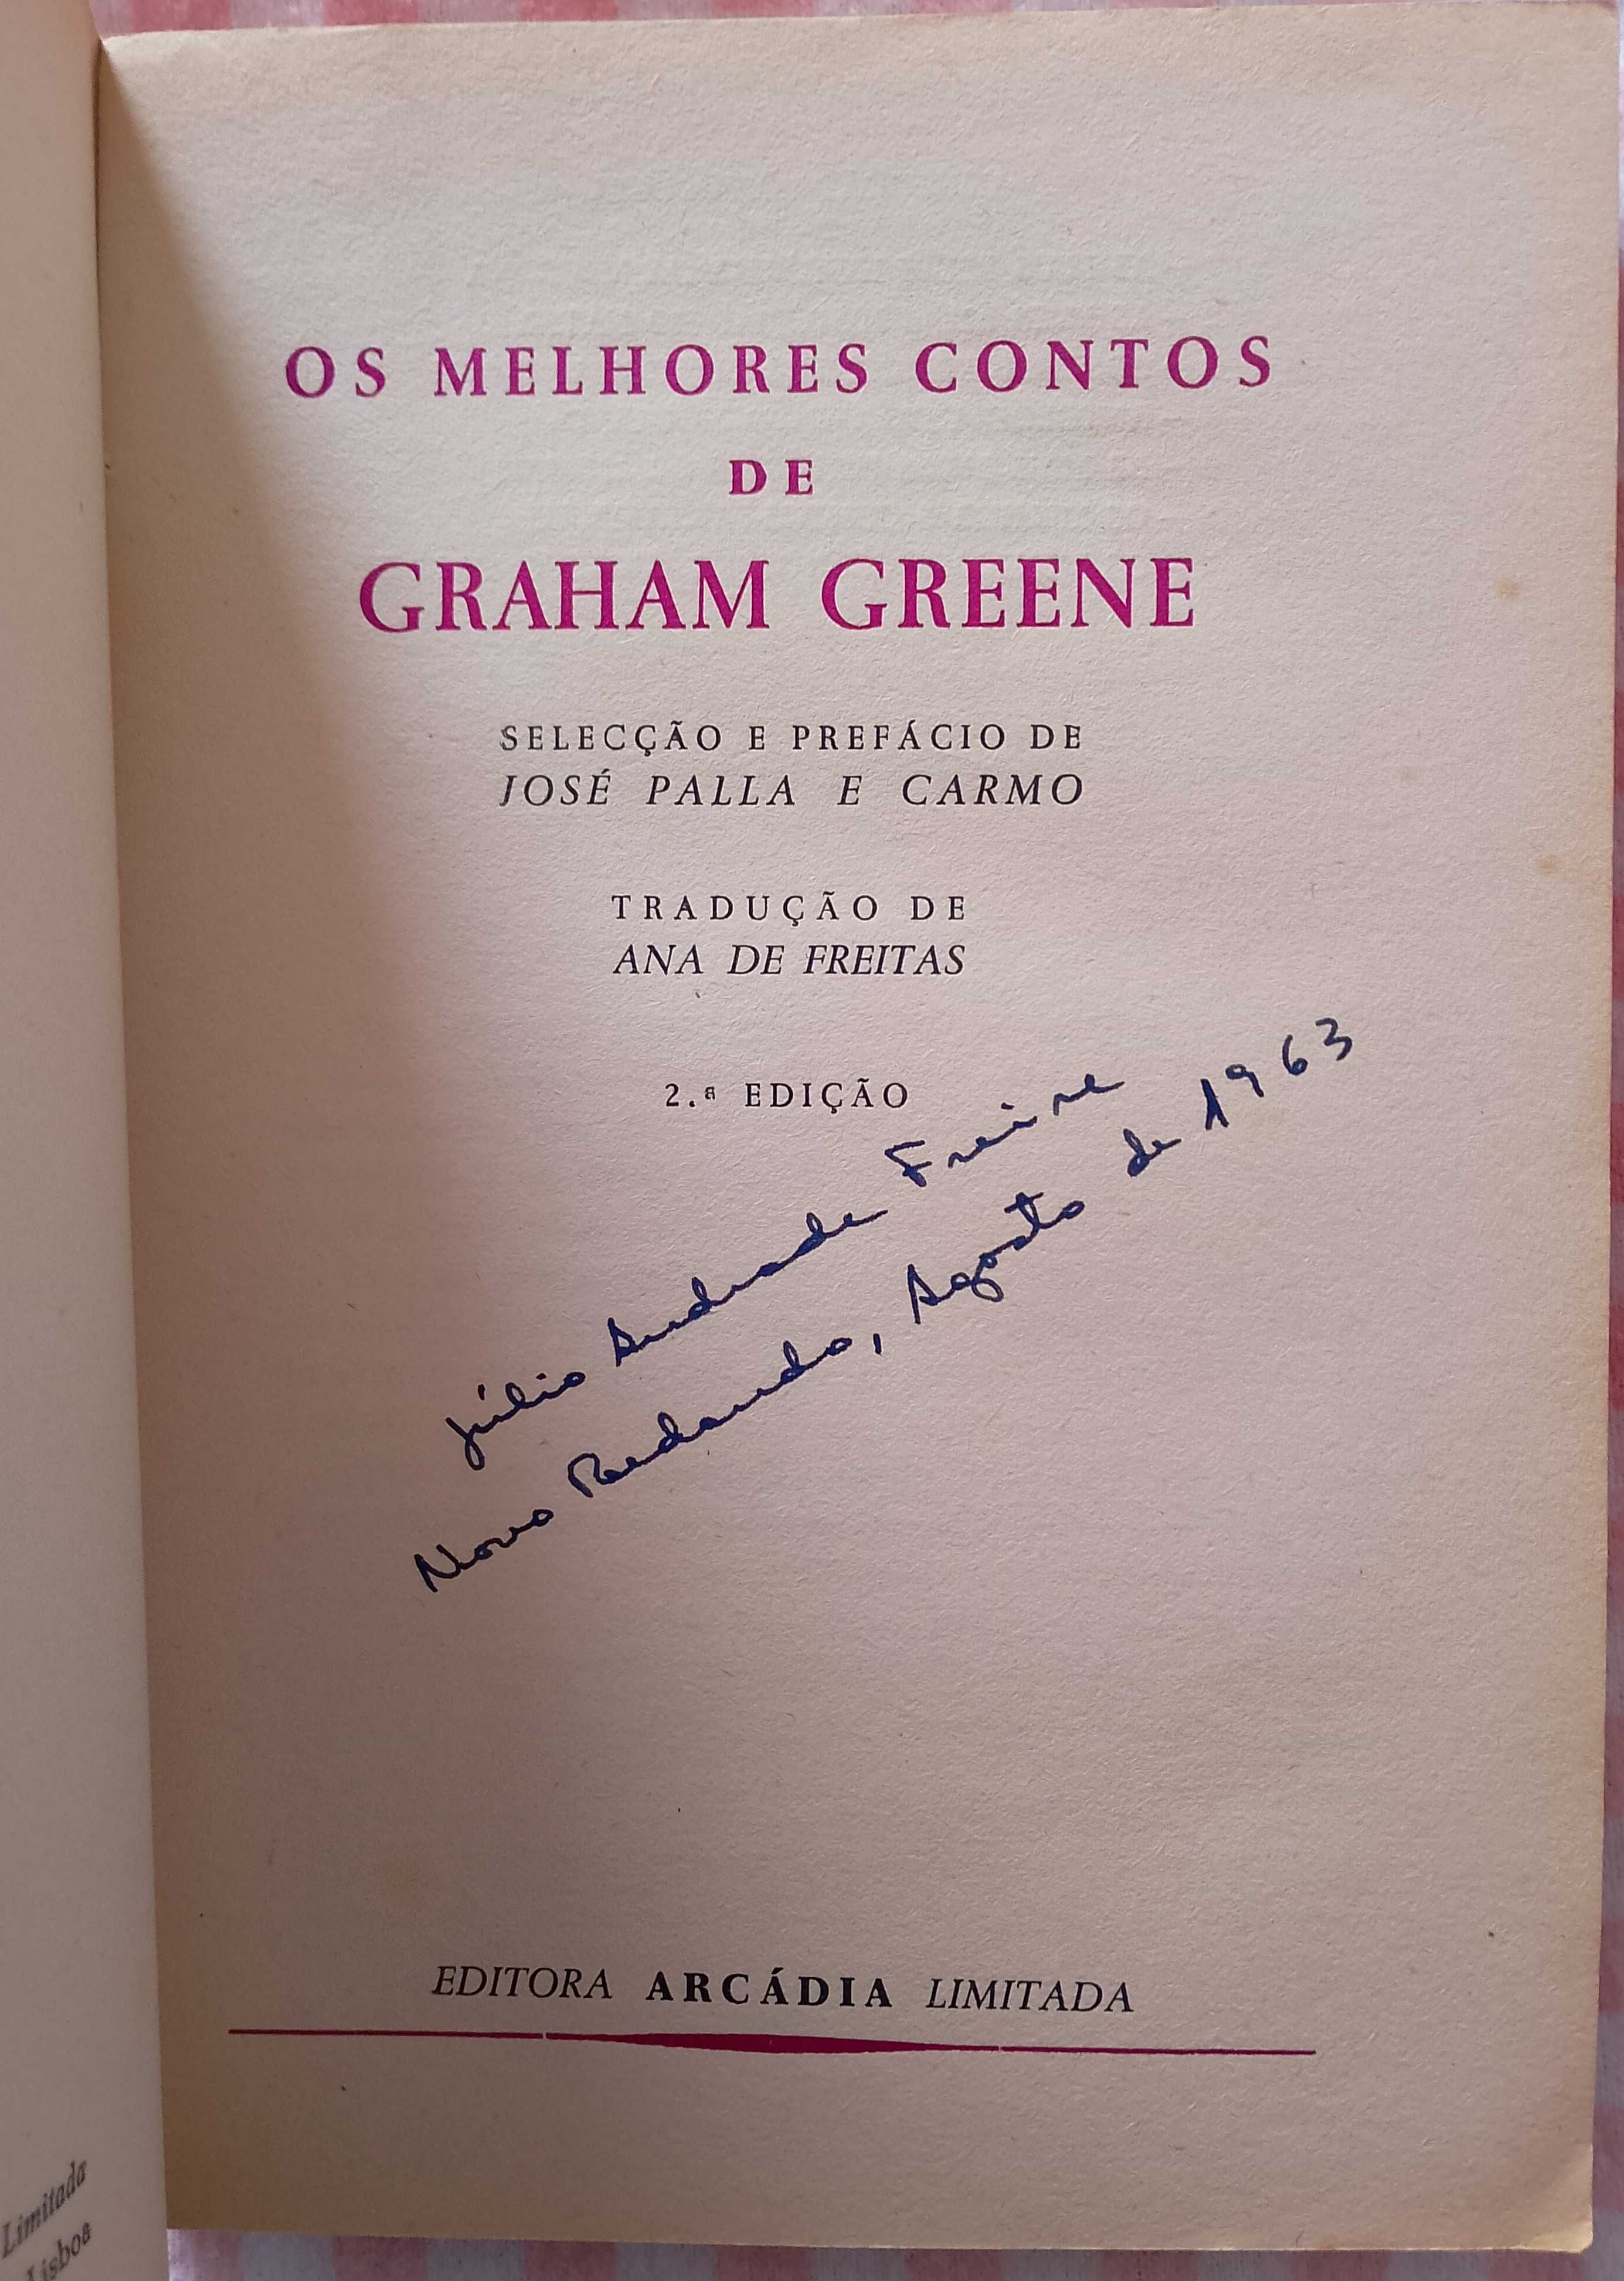 OS MELHORES CONTOS
DE
GRAHAM GREENE
SELECÇÃO E PREFÁCIO DE
JOSÉ PALLA E CARMO
TRADUÇÃO DE
ANA DE FREITAS
2.ª EDIÇÃO
Júlio Andrade Freire
Novo Redondo, Agosto de 1963
EDITORA ARCÁDIA LIMITADA
Limitada
Lisboa